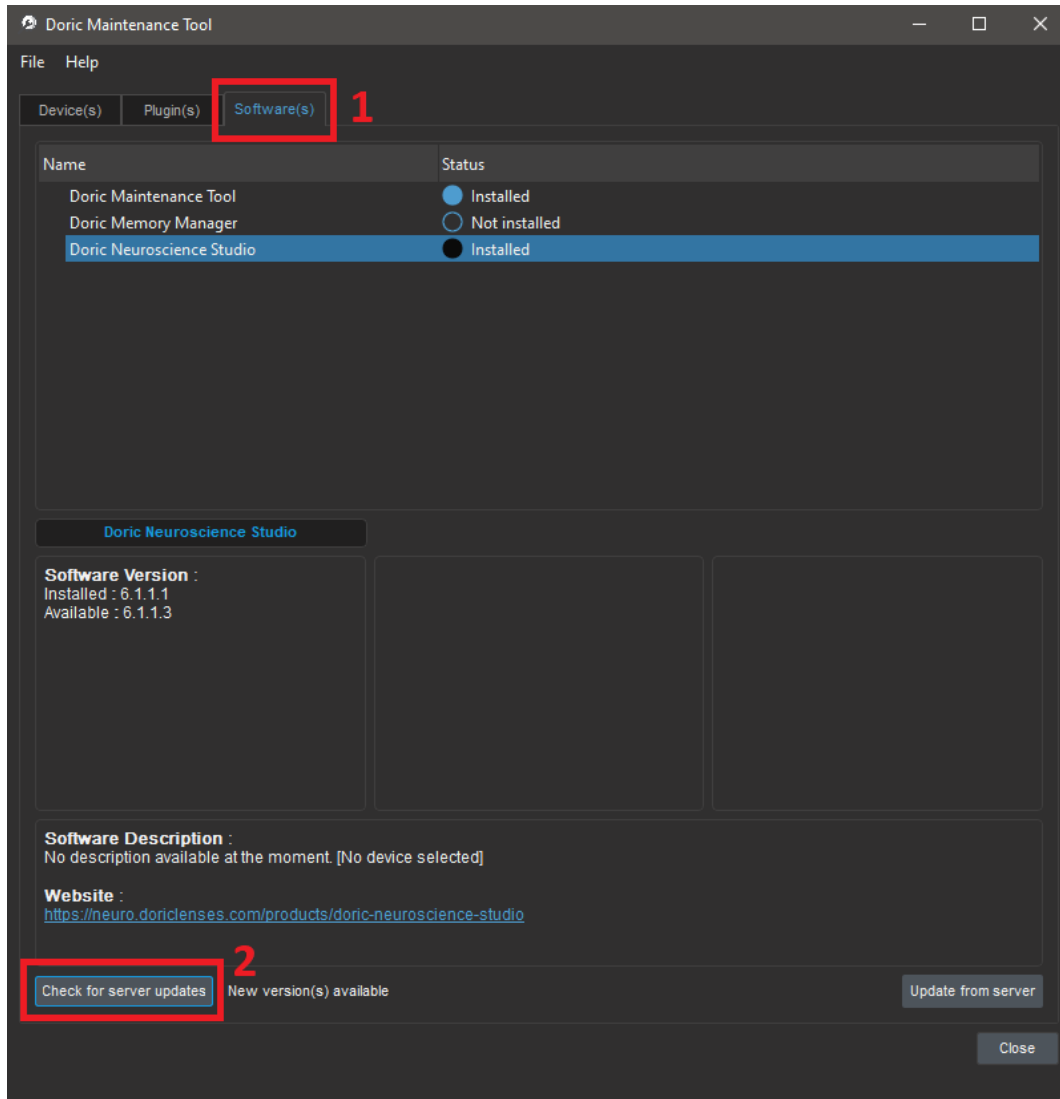 Doric Maintenance Tool
File Help
Device(s) Plugin(s) Software(s) 1
Name Status
Doric Maintenance Tool Installed
Doric Memory Manager Not installed
Doric Neuroscience Studio Installed
Doric Neuroscience Studio
Software Version :
Installed : 6.1.1.1
Available : 6.1.1.3
Software Description :
No description available at the moment. [No device selected]
Website :
https://neuro.doriclenses.com/products/doric-neuroscience-studio
2
Check for server updates New version(s) available Update from server
Close